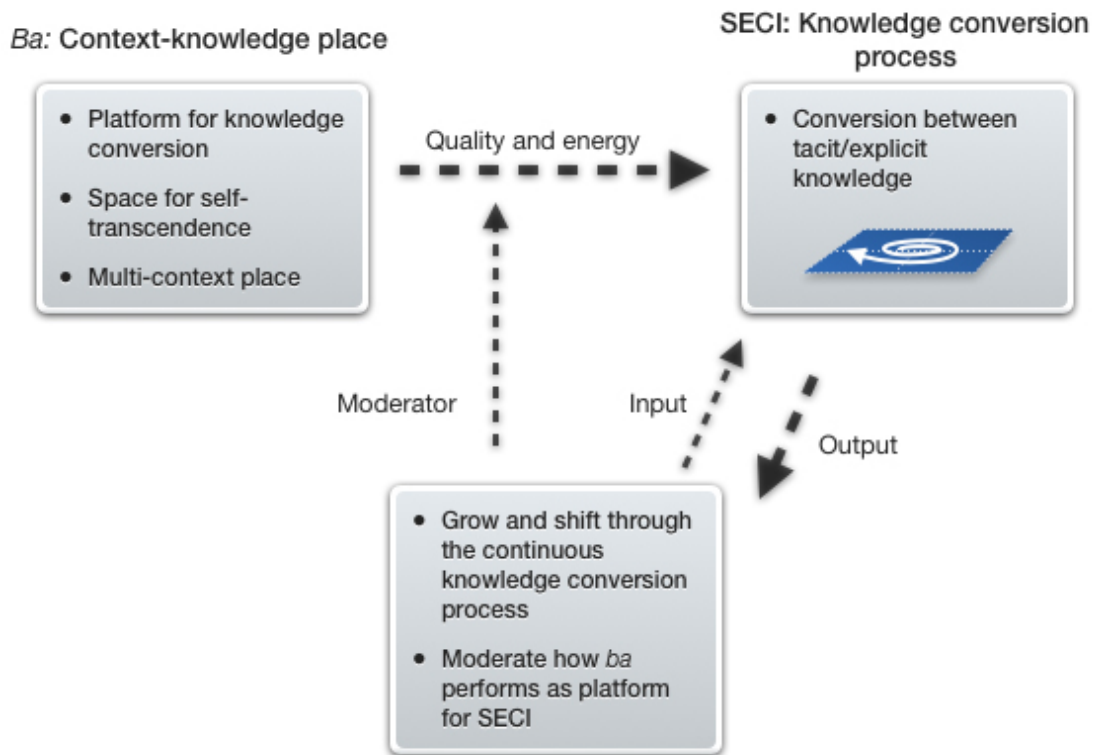 Ba: Context-knowledge place
SECI: Knowledge conversion
process
• Platform for knowledge
conversion
• Space for self-
transcendence
• Multi-context place
Quality and energy
• Conversion between
tacit/explicit
knowledge
Moderator
Input
Output
• Grow and shift through
the continuous
knowledge conversion
process
• Moderate how ba
performs as platform
for SECI